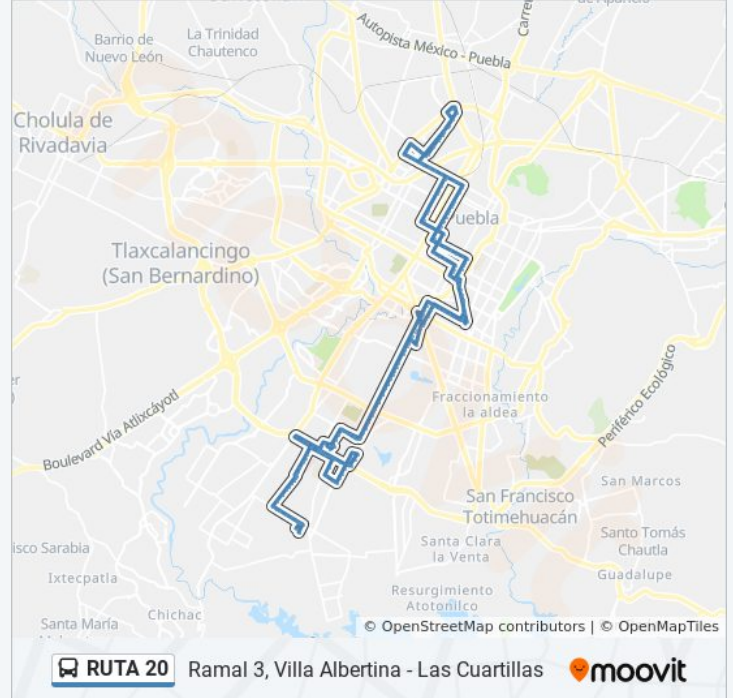 Barrio de
Nuevo León
La Trinidad
Chautenco
Autopista México - Puebla
Carre
Cholula de
Rivadavia
Puebla
Tlaxcalancingo
(San Bernardino)
Boulevard Vía Atlixcáyotl
Fraccionamiento
la aldea
Periférico Ecológico
San Francisco
Totimehuacán
San Marcos
Santo Tomás
Chautla
Guadalupe
Santa Clara
la Venta
isco Sarabia
Ixtecpatla
Resurgimiento
Atotonilco
Chichac
Santa María
© OpenStreetMap contributors | © OpenMapTiles
RUTA 20
Ramal 3, Villa Albertina - Las Cuartillas
moovit